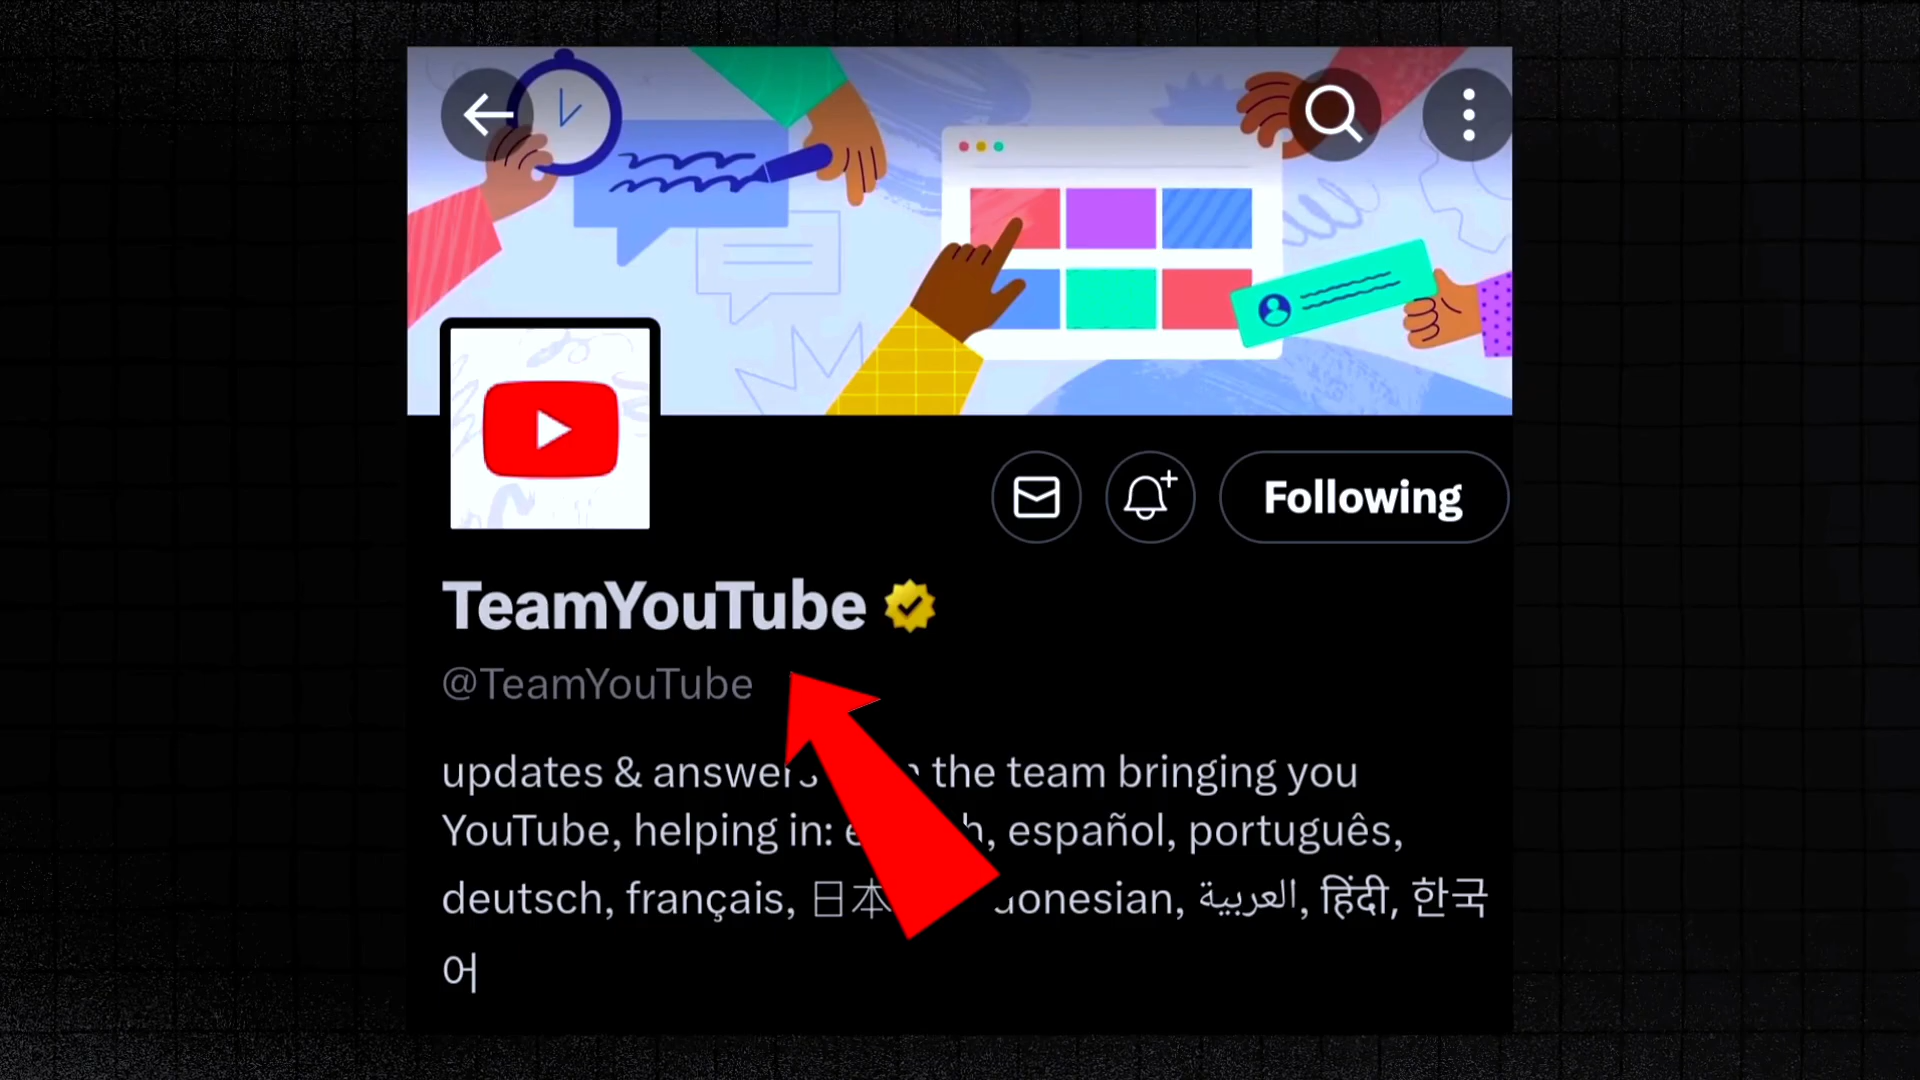 Following
TeamYouTube
@TeamYouTube
updates & answers the team bringing you
YouTube, helping in: español, português,
deutsch, français, 日本 العربية, हिंदी, 한국
어